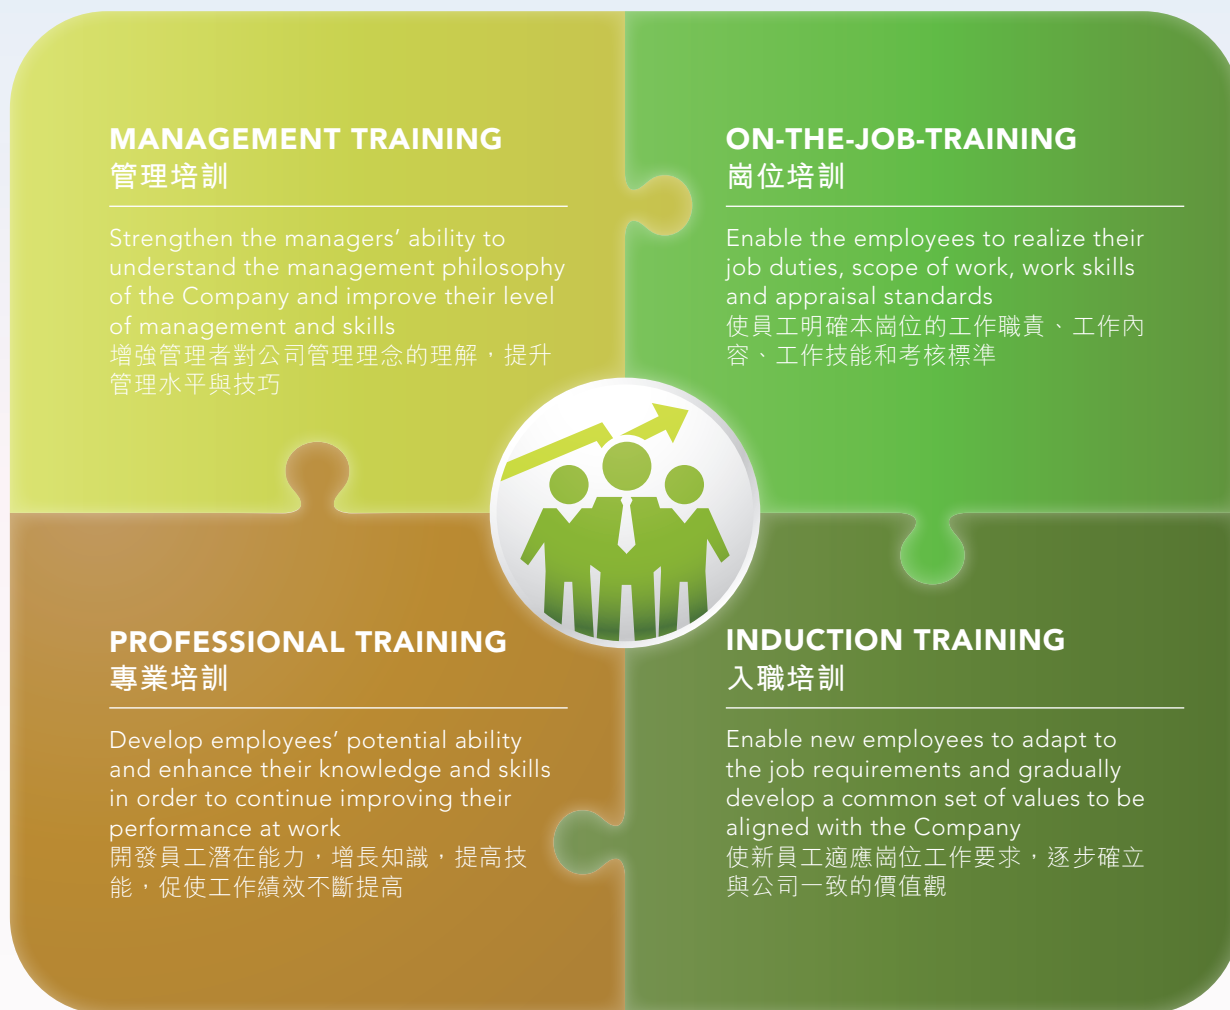 MANAGEMENT TRAINING
管理培訓
Strengthen the managers’ ability to
understand the management philosophy
of the Company and improve their level
of management and skills
增強管理者對公司管理理念的理解，提升
管理水平與技巧
ON-THE-JOB-TRAINING
崗位培訓
Enable the employees to realize their
job duties, scope of work, work skills
and appraisal standards
使員工明確本崗位的工作職責、工作內
容、工作技能和考核標準
PROFESSIONAL TRAINING
專業培訓
Develop employees’ potential ability
and enhance their knowledge and skills
in order to continue improving their
performance at work
開發員工潛在能力，增長知識，提高技
能，促使工作績效不斷提高
INDUCTION TRAINING
入職培訓
Enable new employees to adapt to
the job requirements and gradually
develop a common set of values to be
aligned with the Company
使新員工適應崗位工作要求，逐步確立
與公司一致的價值觀